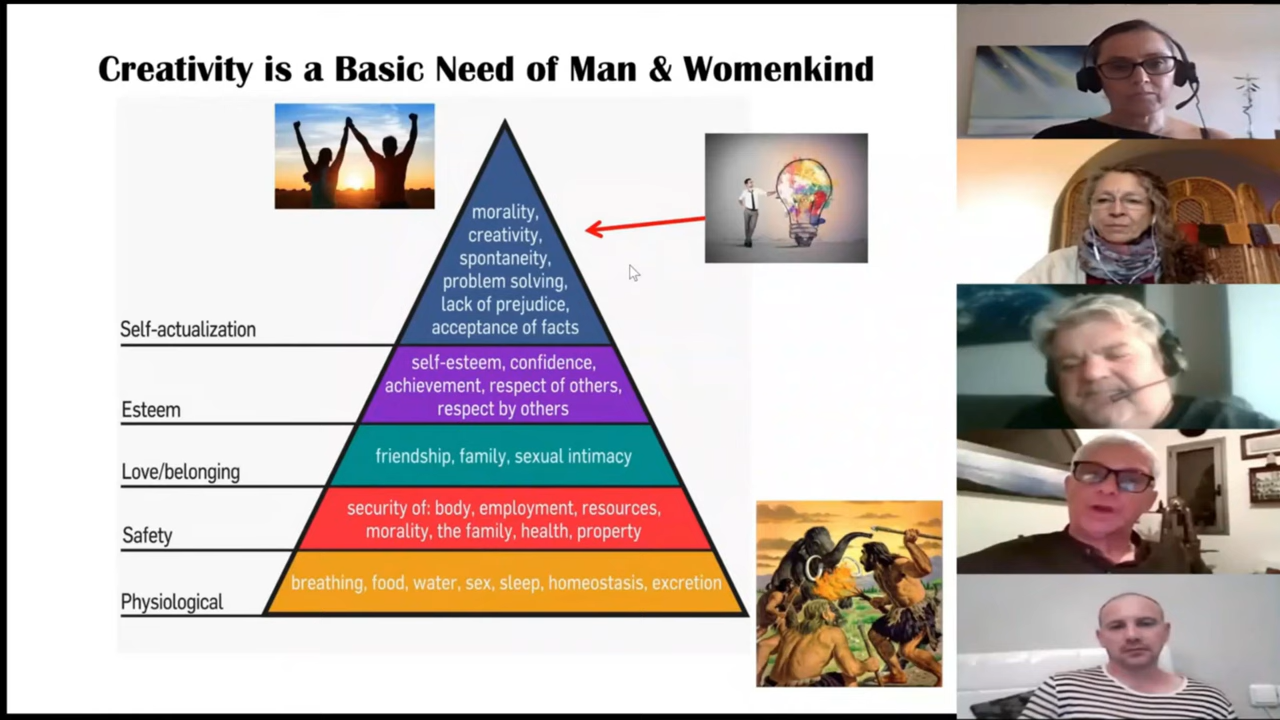 Creativity is a Basic Need of Man & Womenkind
morality,
creativity,
spontaneity,
problem solving,
lack of prejudice,
acceptance of facts
Self-actualization
self-esteem, confidence,
achievement, respect of others,
respect by others
Esteem
friendship, family, sexual intimacy
Love/belonging
security of: body, employment, resources,
morality, the family, health, property
Safety
breathing, food, water, sex, sleep, homeostasis, excretion
Physiological